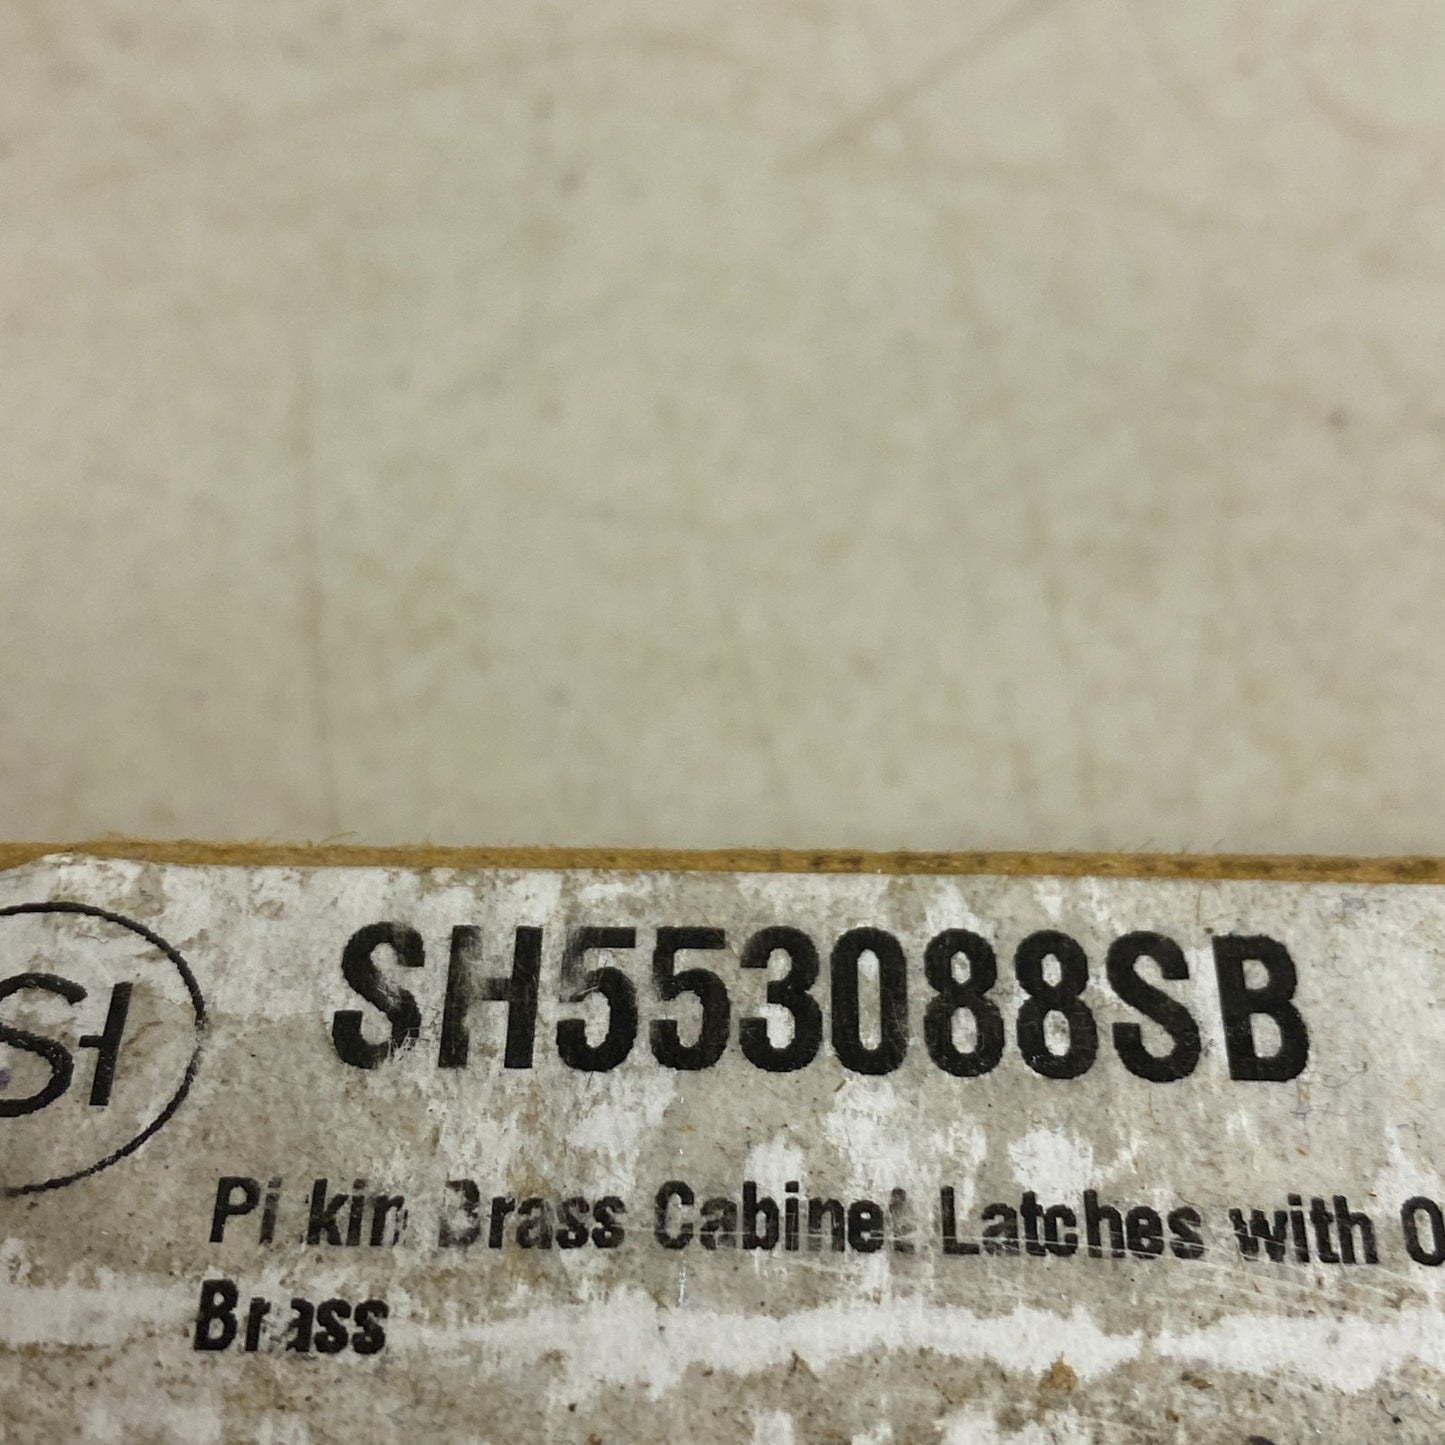 SH
SH553088SB
Brass Cabinet Latches with O
Brass